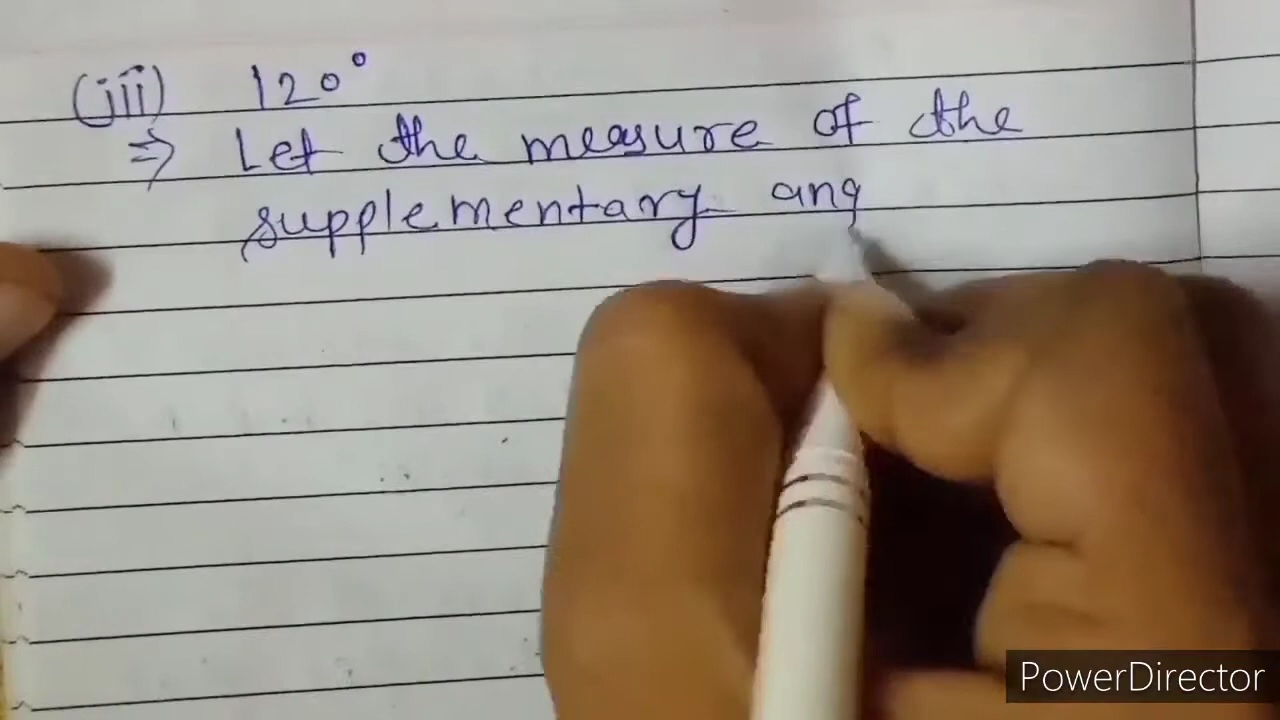 (iii) 120°
⇒ Let the measure of the
supplementary ang
PowerDirector